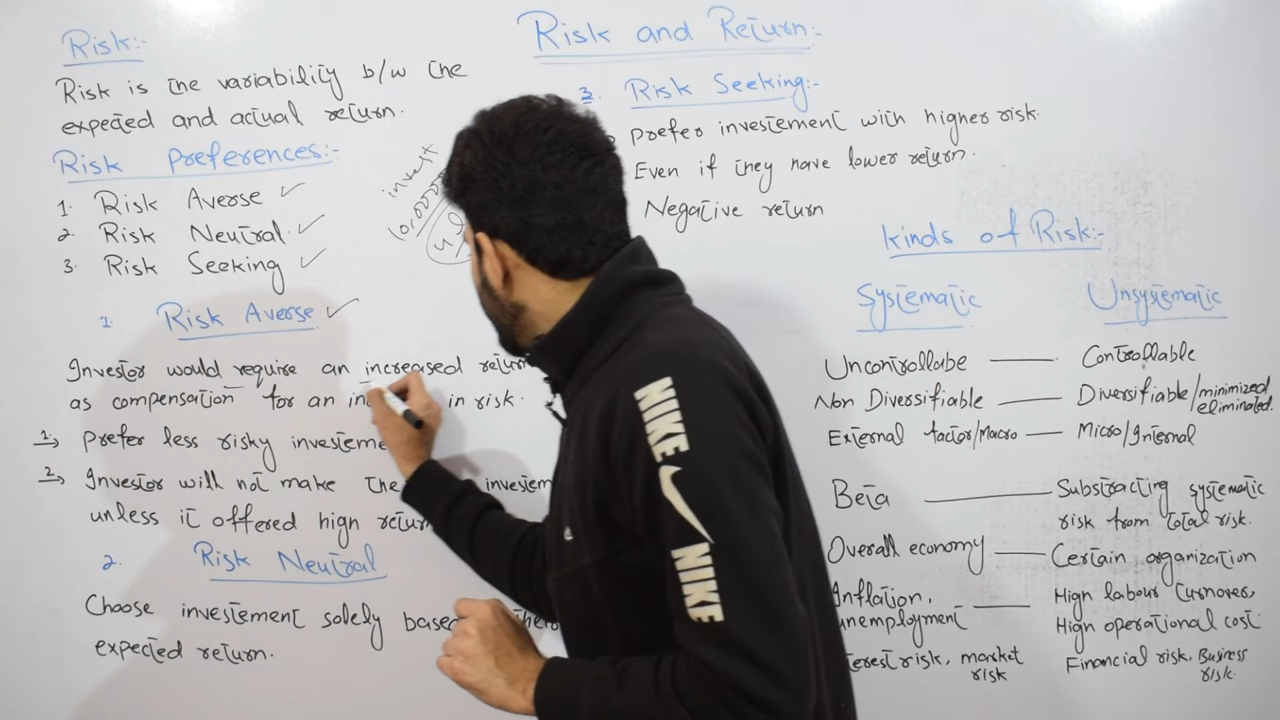 Risk and Return:-
Risk:-
Risk is the variability b/w the
expected and actual return.
Risk preferences:-
1. Risk Averse ✓
2. Risk Neutral. ✓
3. Risk Seeking ✓
invest
1. Risk Averse ✓
Investor would require an increased return
as compensation for an in in risk.
1. → prefer less risky investeme
2. → Investor will not make the investem
unless it offered high retur
2. Risk Neutral
Choose investement solely base
expected return.
3. Risk Seeking:-
prefer investement with higher risk.
Even if they have lower return.
Negative return
Kinds of Risk:-
Systematic Unsystematic
Uncontrollabe — Controllable
Non Diversifiable — Diversifiable/minimized
eliminated.
External factor/Macro — Micro/Internal
Beta — Substracting systematic
risk from total risk.
Overall economy — Certain organization
Inflation, — High labour turnover,
unemployment High operational cost
terest risk, market Financial risk, Business
risk risk.
NIKE
NIKE